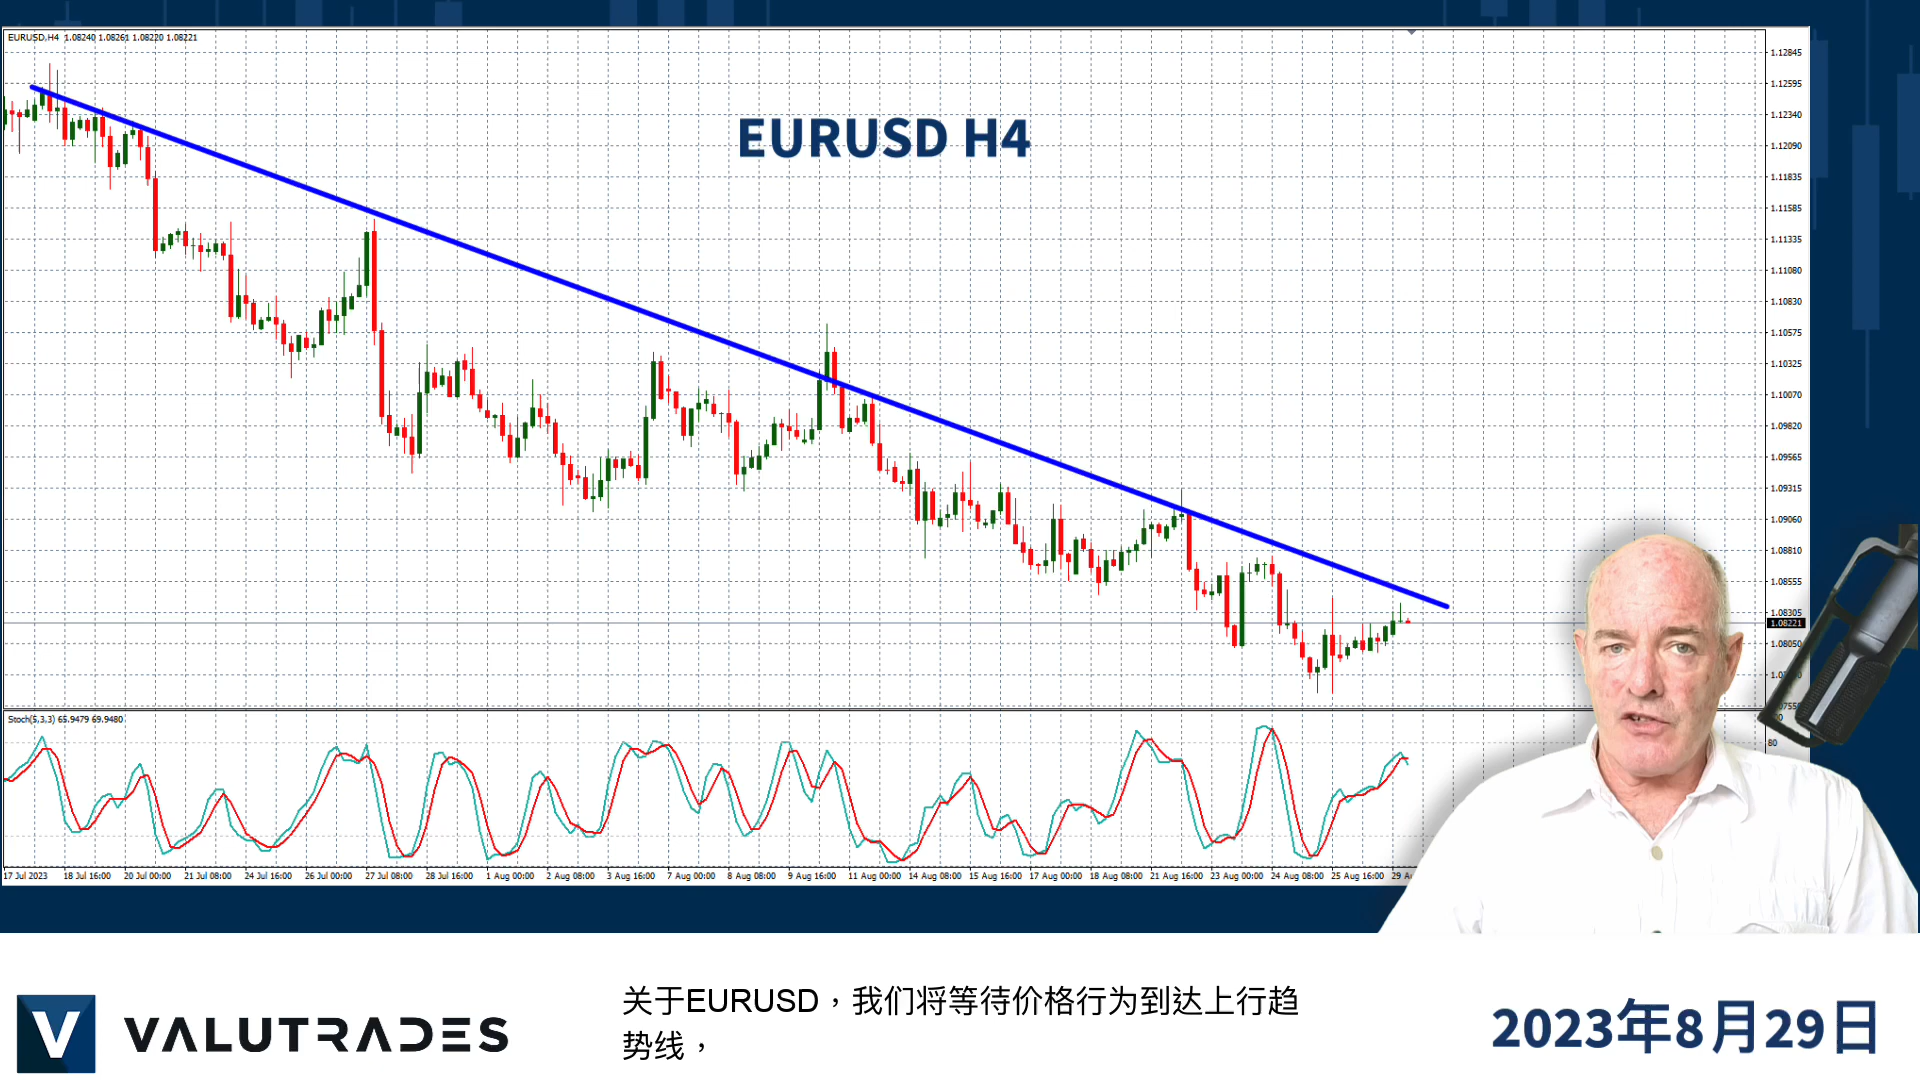 EURUSD,H4 1.08240 1.08261 1.08220 1.08221
EURUSD H4
1.12845
1.12595
1.12340
1.12090
1.11835
1.11585
1.11335
1.11080
1.10830
1.10575
1.10325
1.10070
1.09820
1.09565
1.09315
1.09060
1.08810
1.08555
1.08305
1.08221
1.08050
Stoch(5,3,3) 65.9479 69.9480
80
17 Jul 2023 18 Jul 16:00 20 Jul 00:00 21 Jul 08:00 24 Jul 16:00 26 Jul 00:00 27 Jul 08:00 28 Jul 16:00 1 Aug 00:00 2 Aug 08:00 3 Aug 16:00 7 Aug 00:00 8 Aug 08:00 9 Aug 16:00 11 Aug 00:00 14 Aug 08:00 15 Aug 16:00 17 Aug 00:00 18 Aug 08:00 21 Aug 16:00 23 Aug 00:00 24 Aug 08:00 25 Aug 16:00 29
VALUTRADES
关于EURUSD，我们将等待价格行为到达上行趋
势线，
2023年8月29日